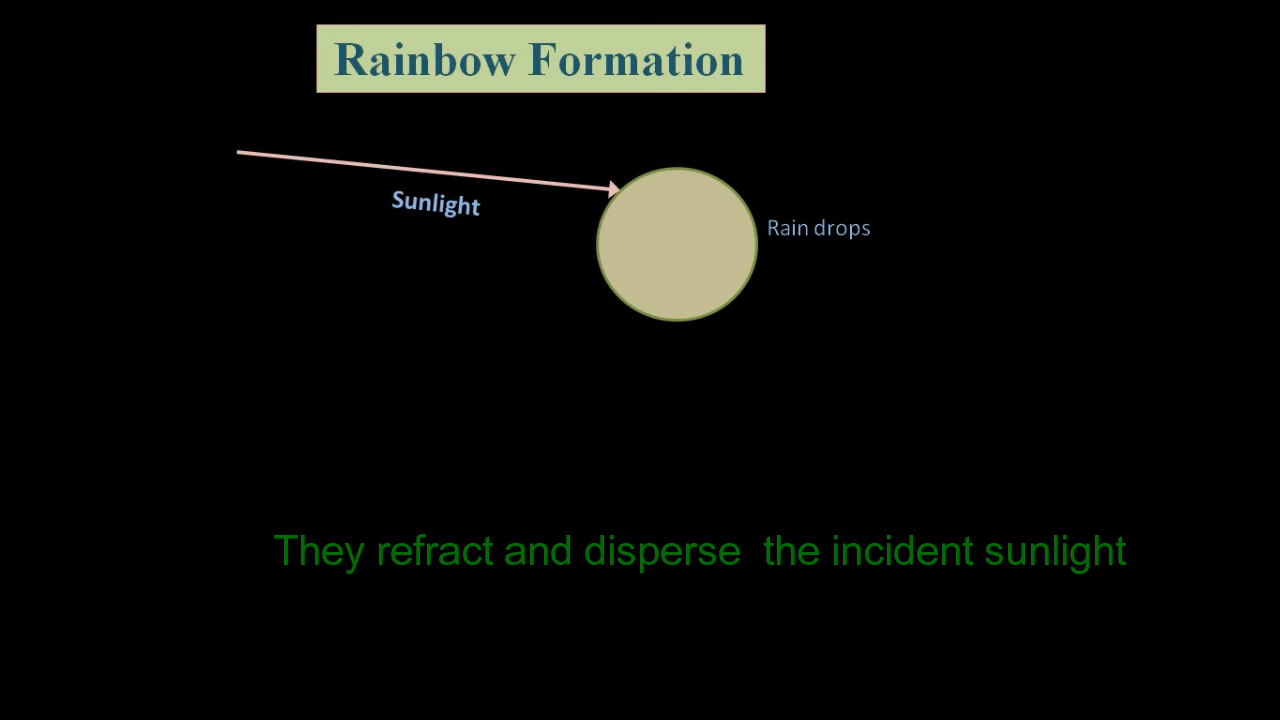 Rainbow Formation
Sunlight
Rain drops
They refract and disperse  the incident sunlight